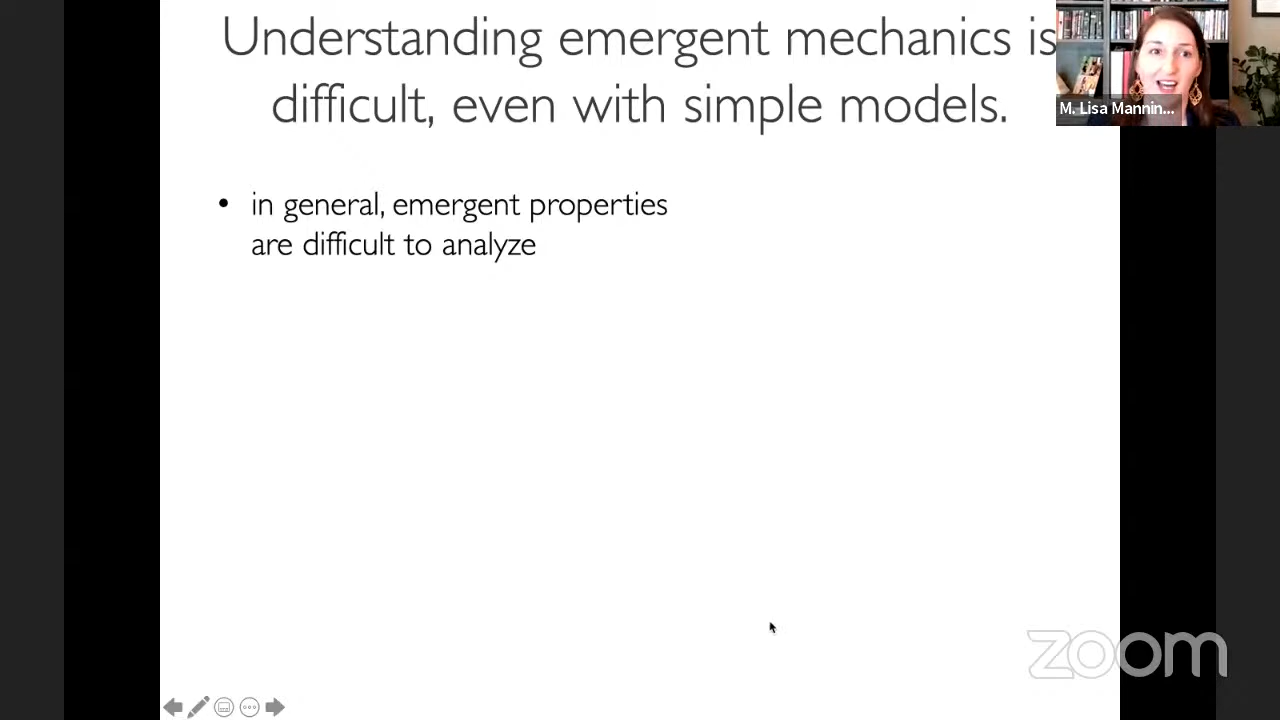 Understanding emergent mechanics is
difficult, even with simple models.
M. Lisa Mannin...
• in general, emergent properties
are difficult to analyze
zoom